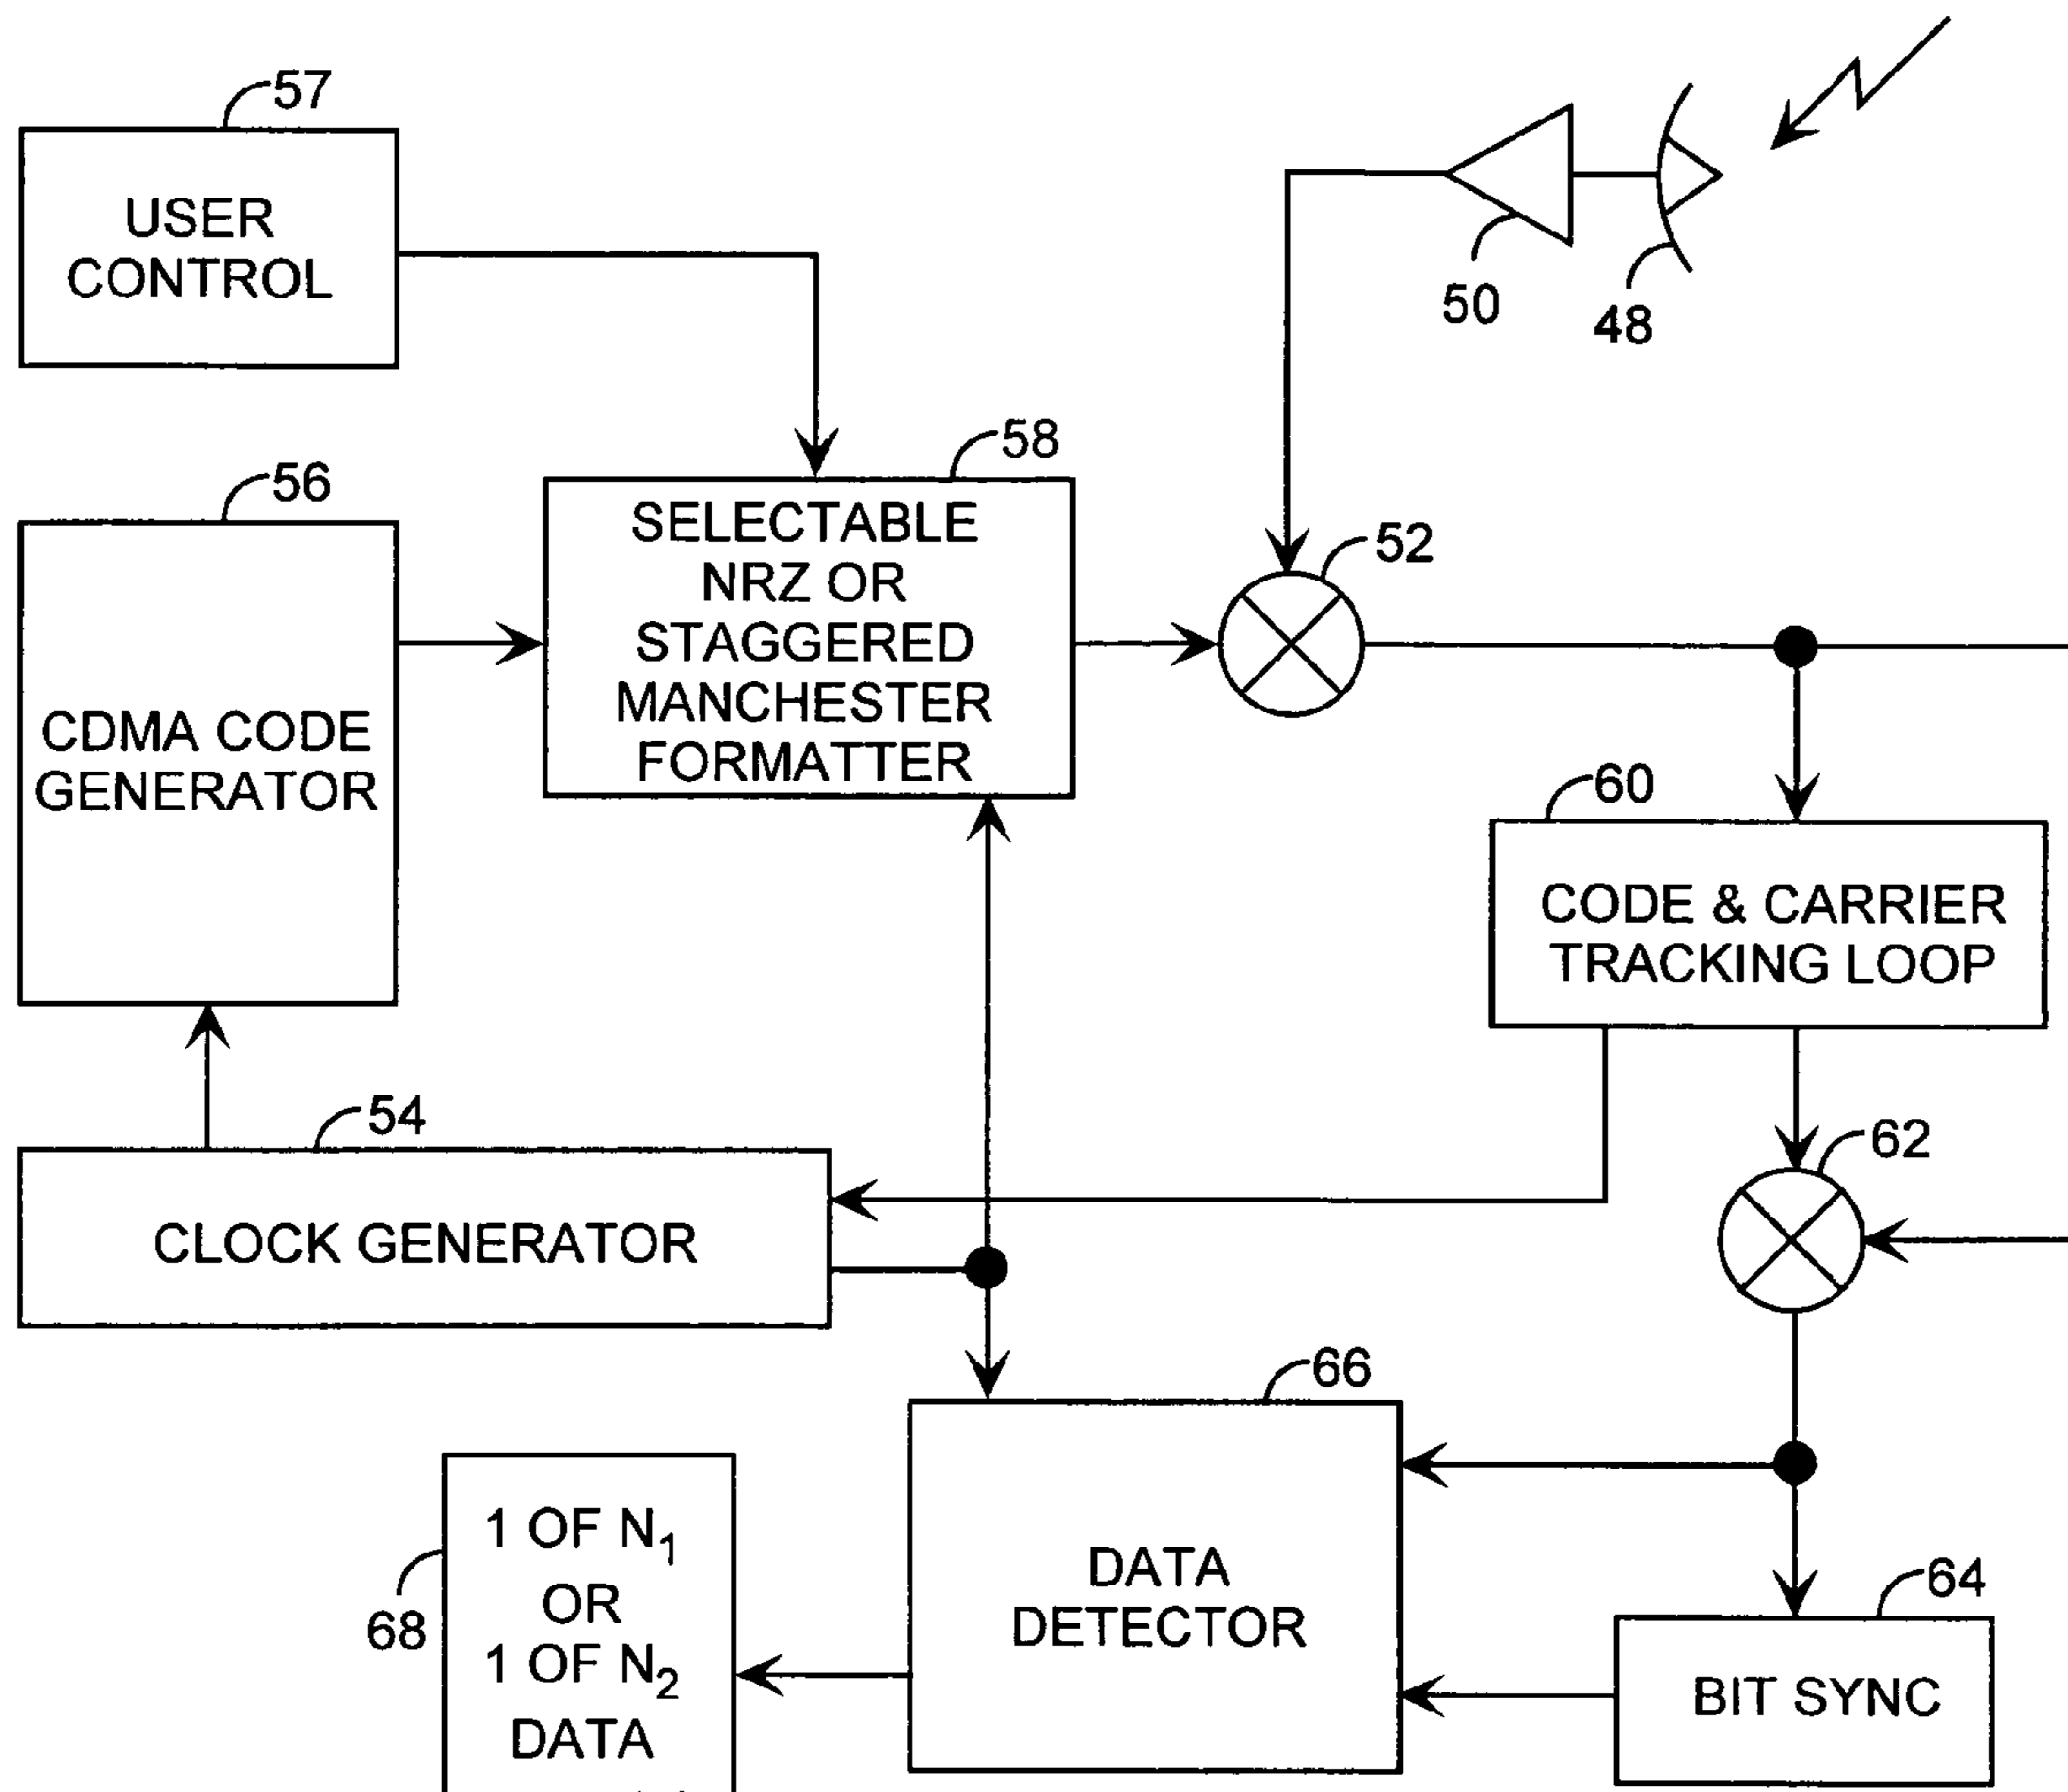 57
USER
CONTROL
50
48
58
SELECTABLE
NRZ OR
STAGGERED
MANCHESTER
FORMATTER
56
CDMA CODE
GENERATOR
52
60
CODE & CARRIER
TRACKING LOOP
54
CLOCK GENERATOR
62
66
DATA
DETECTOR
64
BIT SYNC
68
1 OF N₁
OR
1 OF N₂
DATA